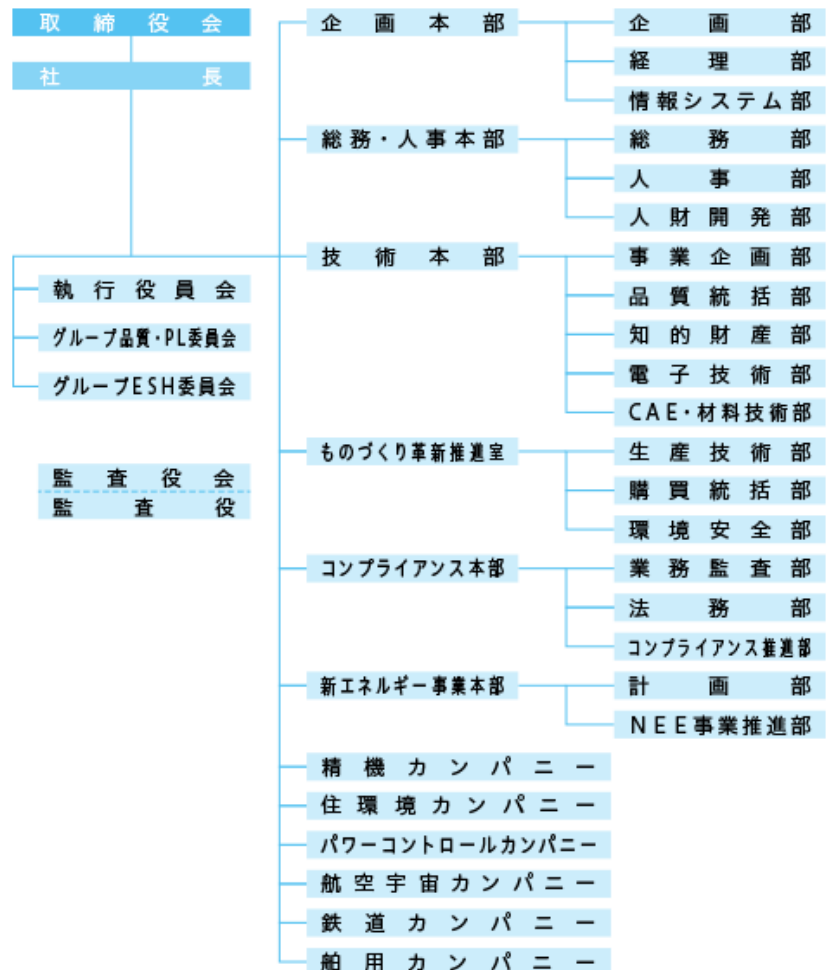 取締役会
社長
執行役員会
グループ品質・PL委員会
グループESH委員会
監査役会
監査役
企画本部
企画部
経理部
情報システム部
総務・人事本部
総務部
人事部
人財開発部
技術本部
事業企画部
品質統括部
知的財産部
電子技術部
CAE・材料技術部
ものづくり革新推進室
生産技術部
購買統括部
環境安全部
コンプライアンス本部
業務監査部
法務部
コンプライアンス推進部
新エネルギー事業本部
計画部
NEE事業推進部
精機カンパニー
住環境カンパニー
パワーコントロールカンパニー
航空宇宙カンパニー
鉄道カンパニー
舶用カンパニー